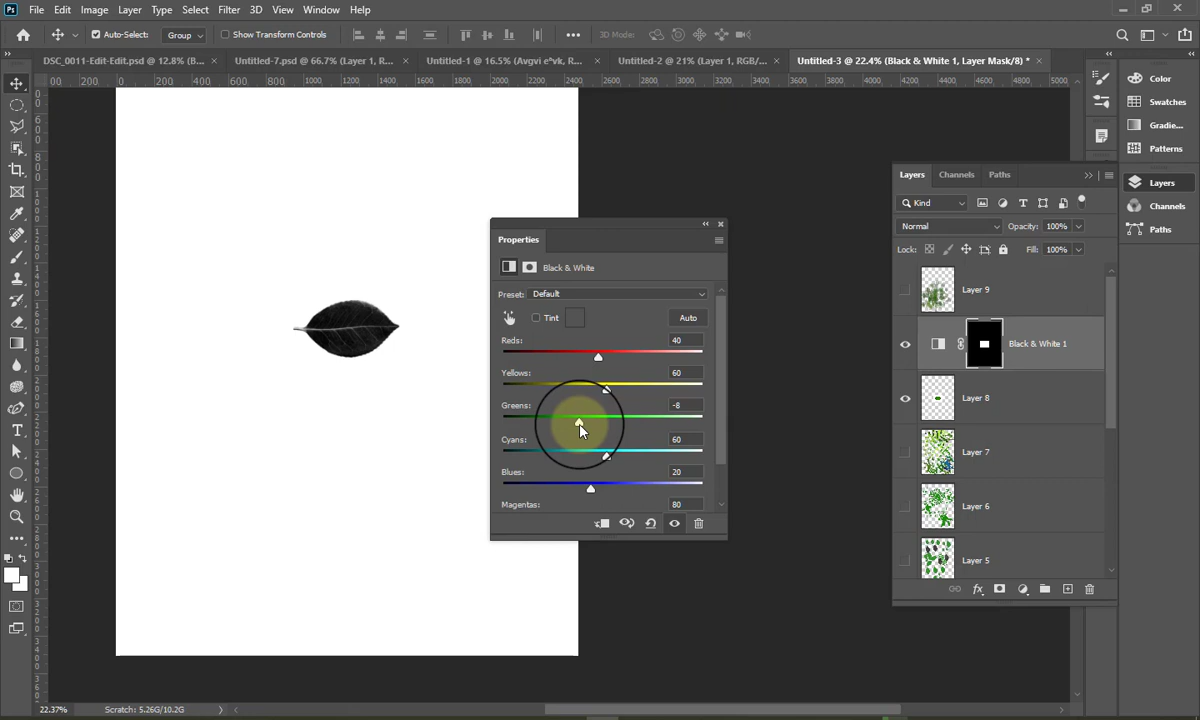 Ps File Edit Image Layer Type Select Filter 3D View Window Help
Auto-Select: Group Show Transform Controls 3D Mode:
DSC_0011-Edit-Edit.psd @ 12.8% (B... × Untitled-7.psd @ 66.7% (Layer 1, R... × Untitled-1 @ 16.5% (Avgvi e*vk, R... × Untitled-2 @ 21% (Layer 1, RGB/... × Untitled-3 @ 22.4% (Black & White 1, Layer Mask/8) * ×
Color
Swatches
Gradie...
Patterns
Layers
Channels
Paths
Layers Channels Paths
Kind
Normal Opacity: 100%
Lock: Fill: 100%
Layer 9
Black & White 1
Layer 8
Layer 7
Layer 6
Layer 5
fx
Properties
Black & White
Preset: Default
Tint Auto
Reds: 40
Yellows: 60
Greens: -8
Cyans: 60
Blues: 20
Magentas: 80
22.37% Scratch: 5.26G/10.2G